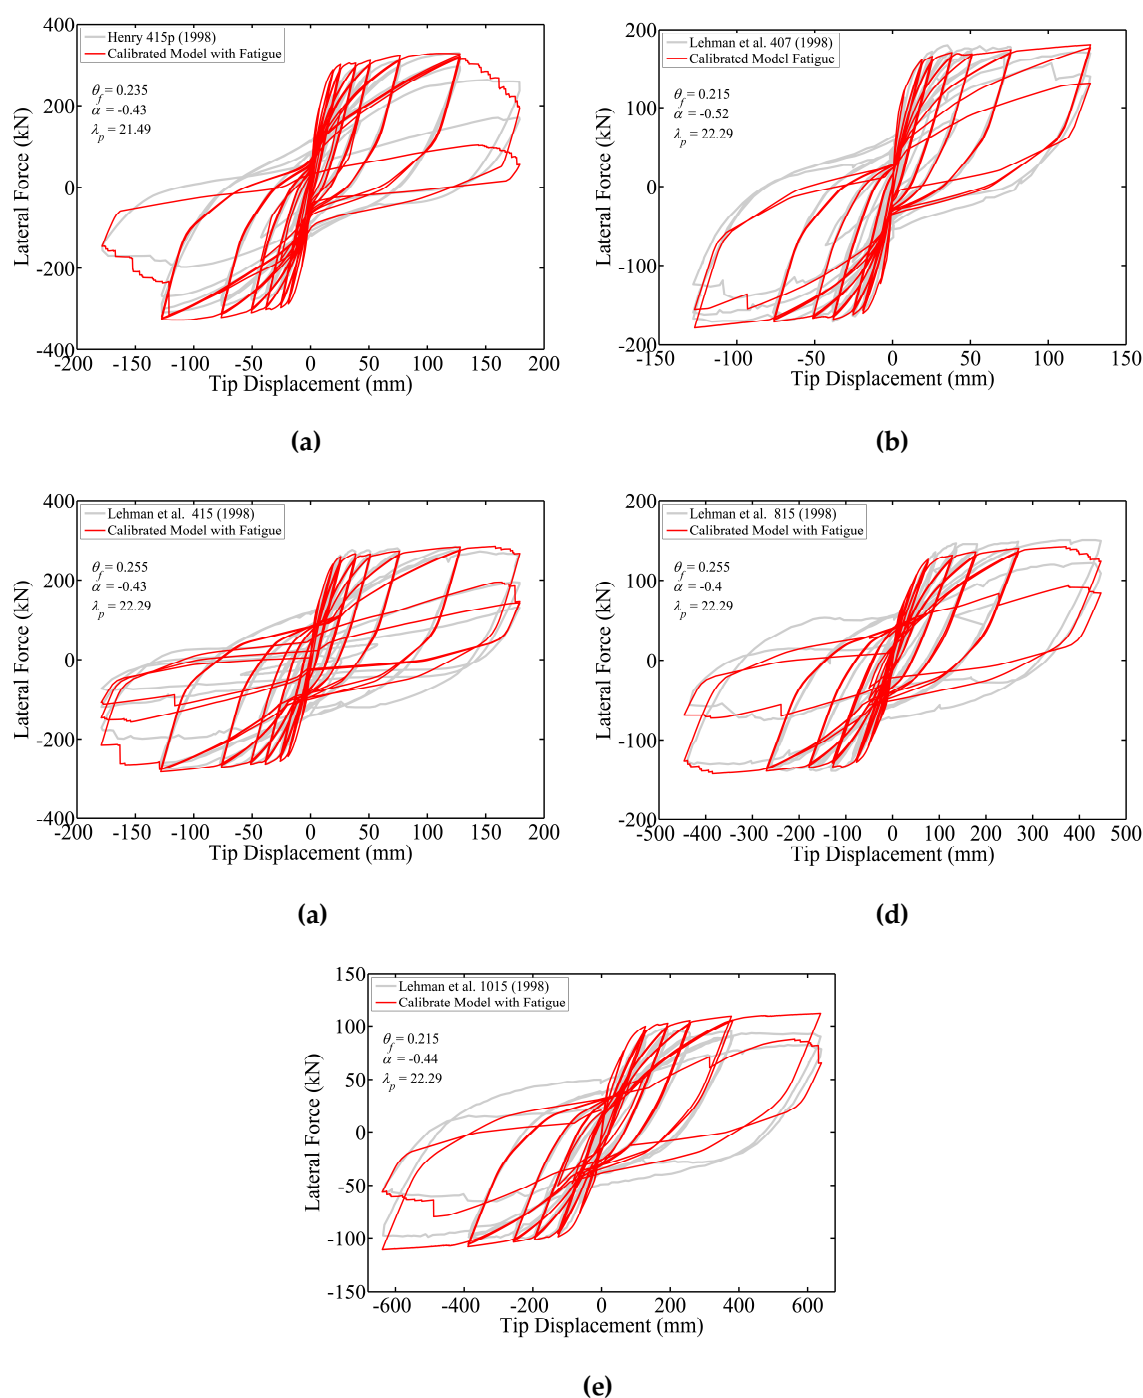 400
200
0
-200
-400
Lateral Force (kN)
Henry 415p (1998)
Calibrated Model with Fatigue
θf = 0.235
α = -0.43
λp = 21.49
-200 -150 -100 -50 0 50 100 150 200
Tip Displacement (mm)
(a)
200
100
0
-100
-200
Lateral Force (kN)
Lehman et al. 407 (1998)
Calibrated Model Fatigue
θf = 0.215
α = -0.52
λp = 22.29
-150 -100 -50 0 50 100 150
Tip Displacement (mm)
(b)
400
200
0
-200
-400
Lateral Force (kN)
Lehman et al. 415 (1998)
Calibrated Model with Fatigue
θf = 0.255
α = -0.43
λp = 22.29
-200 -150 -100 -50 0 50 100 150 200
Tip Displacement (mm)
(a)
200
100
0
-100
-200
Lateral Force (kN)
Lehman et al. 815 (1998)
Calibrated Model with Fatigue
θf = 0.255
α = -0.4
λp = 22.29
-500 -400 -300 -200 -100 0 100 200 300 400 500
Tip Displacement (mm)
(d)
150
100
50
0
-50
-100
-150
Lateral Force (kN)
Lehman et al. 1015 (1998)
Calibrate Model with Fatigue
θf = 0.215
α = -0.44
λp = 22.29
-600 -400 -200 0 200 400 600
Tip Displacement (mm)
(e)